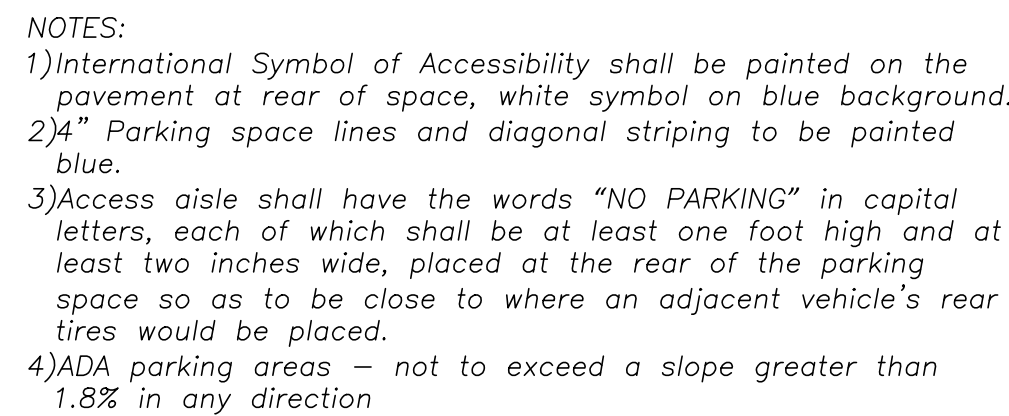 NOTES:
1)International Symbol of Accessibility shall be painted on the
pavement at rear of space, white symbol on blue background.
2)4” Parking space lines and diagonal striping to be painted
blue.
3)Access aisle shall have the words “NO PARKING” in capital
letters, each of which shall be at least one foot high and at
least two inches wide, placed at the rear of the parking
space so as to be close to where an adjacent vehicle’s rear
tires would be placed.
4)ADA parking areas – not to exceed a slope greater than
1.8% in any direction